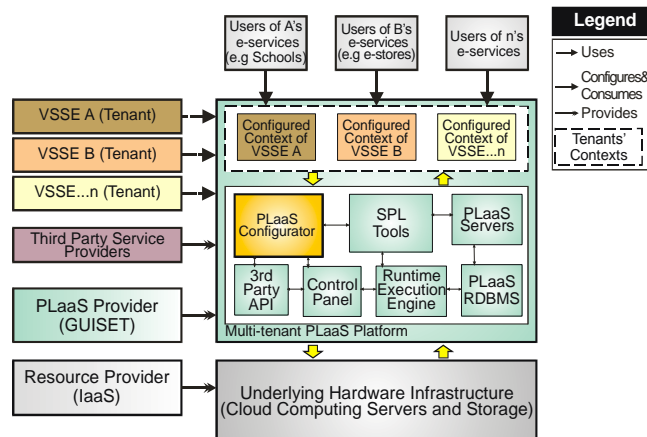 Users of A's
e-services
(e.g Schools)
Users of B's
e-services
(e.g e-stores)
Users of n's
e-services
Legend
Uses
Configures&
Consumes
Provides
Tenants'
Contexts
VSSE A (Tenant)
VSSE B (Tenant)
VSSE...n (Tenant)
Third Party Service
Providers
PLaaS Provider
(GUISET)
Resource Provider
(IaaS)
Configured
Context of
VSSE A
Configured
Context of
VSSE B
Configured
Context of
VSSE...n
PLaaS
Configurator
SPL
Tools
PLaaS
Servers
3rd
Party
API
Control
Panel
Runtime
Execution
Engine
PLaaS
RDBMS
Multi-tenant PLaaS Platform
Underlying Hardware Infrastructure
(Cloud Computing Servers and Storage)